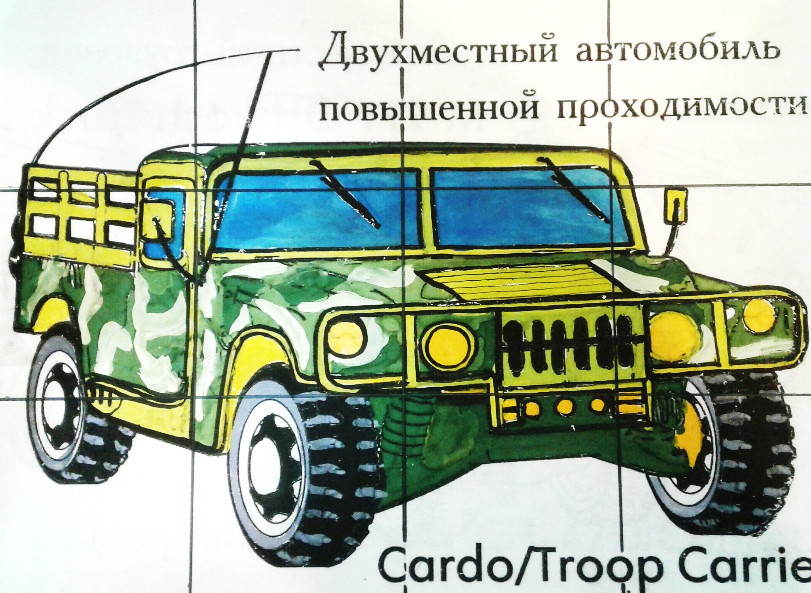 Двухместный автомобиль
повышенной проходимости
Cardo/Troop Carrie